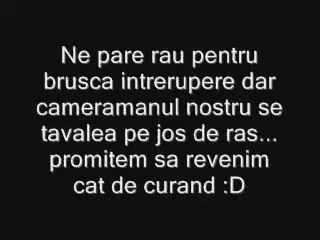 Ne pare rau pentru
brusca intrerupere dar
cameramanul nostru se
tavalea pe jos de ras...
promitem sa revenim
cat de curand :D